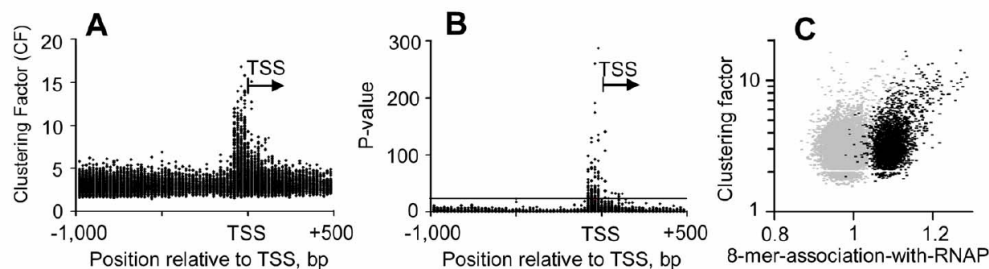 A
Clustering Factor (CF)
20
15
10
5
0
TSS
-1,000
TSS
+500
Position relative to TSS, bp
B
P-value
300
200
100
0
TSS
-1,000
TSS
+500
Position relative to TSS, bp
C
Clustering factor
10
1
0.8
1
1.2
8-mer-association-with-RNAP